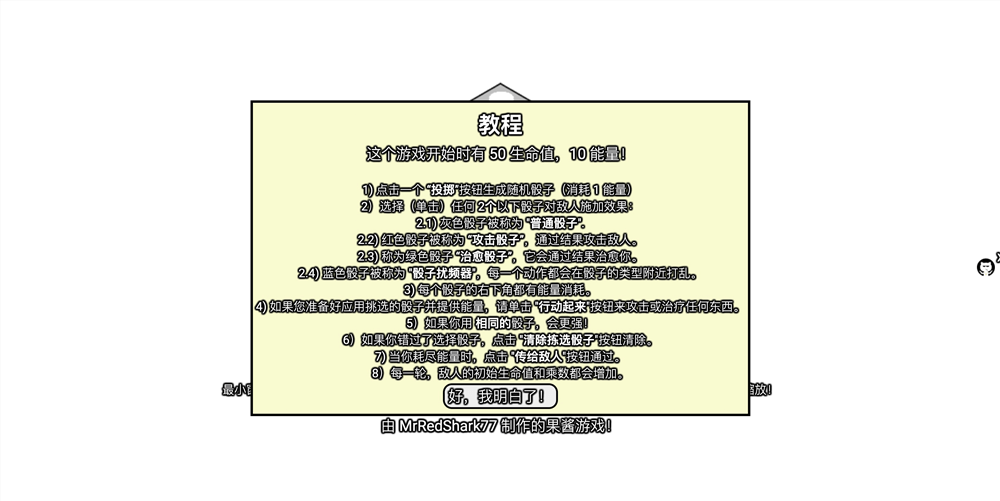 教程
这个游戏开始时有 50 生命值，10 能量！
1) 点击一个 "投掷"按钮生成随机骰子（消耗 1 能量）
2）选择（单击）任何 2个以下骰子对敌人施加效果：
2.1) 灰色骰子被称为 "普通骰子".
2.2) 红色骰子被称为 "攻击骰子"，通过结果攻击敌人。
2.3) 称为绿色骰子 "治愈骰子"，它会通过结果治愈你。
2.4) 蓝色骰子被称为 "骰子扰频器"，每一个动作都会在骰子的类型附近打乱。
3) 每个骰子的右下角都有能量消耗。
4) 如果您准备好应用挑选的骰子并提供能量，请单击 "行动起来"按钮来攻击或治疗任何东西。
5）如果你用 相同的骰子，会更强！
6）如果你错过了选择骰子，点击 "清除拣选骰子"按钮清除。
7) 当你耗尽能量时，点击 "传给敌人"按钮通过。
8）每一轮，敌人的初始生命值和乘数都会增加。
最小
缩放！
好，我明白了！
由 MrRedShark77 制作的果酱游戏！